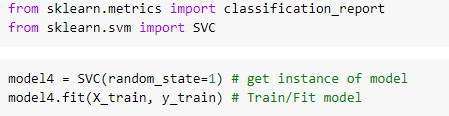 from sklearn.metrics import classification_report
from sklearn.svm import SVC
model4 = SVC(random_state=1) # get instance of model
model4.fit(X_train, y_train) # Train/Fit model